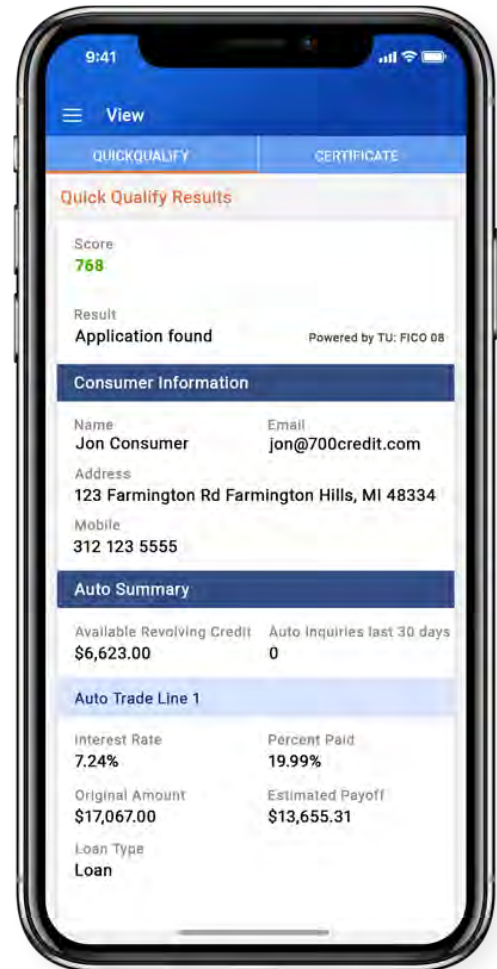 9:41
View
QUICKQUALIFY CERTIFICATE
Quick Qualify Results
Score
768
Result
Application found Powered by TU: FICO 08
Consumer Information
Name Email
Jon Consumer jon@700credit.com
Address
123 Farmington Rd Farmington Hills, MI 48334
Mobile
312 123 5555
Auto Summary
Available Revolving Credit Auto Inquiries last 30 days
$6,623.00 0
Auto Trade Line 1
Interest Rate Percent Paid
7.24% 19.99%
Original Amount Estimated Payoff
$17,067.00 $13,655.31
Loan Type
Loan